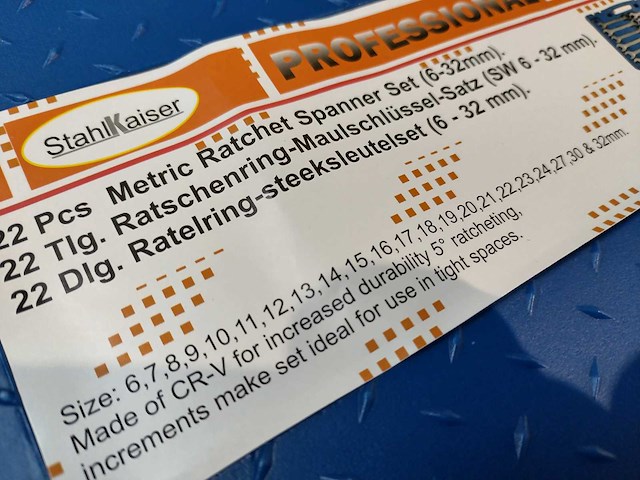 StahlKaiser
PROFESSIONAL
22 Pcs Metric Ratchet Spanner Set (6-32mm).
22 Tlg. Ratschenring-Maulschlüssel-Satz (SW 6 - 32 mm).
22 Dlg. Ratelring-steeksleutelset (6 - 32 mm).
Size: 6,7,8,9,10,11,12,13,14,15,16,17,18,19,20,21,22,23,24,27,30 & 32mm.
Made of CR-V for increased durability 5° ratcheting,
increments make set ideal for use in tight spaces.